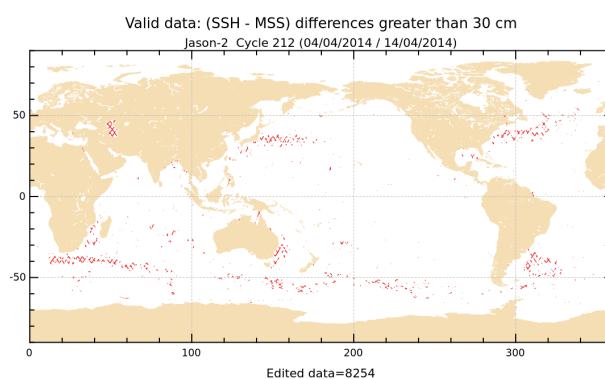 Valid data: (SSH - MSS) differences greater than 30 cm
Jason-2  Cycle 212 (04/04/2014 / 14/04/2014)
50
0
-50
0 100 200 300
Edited data=8254